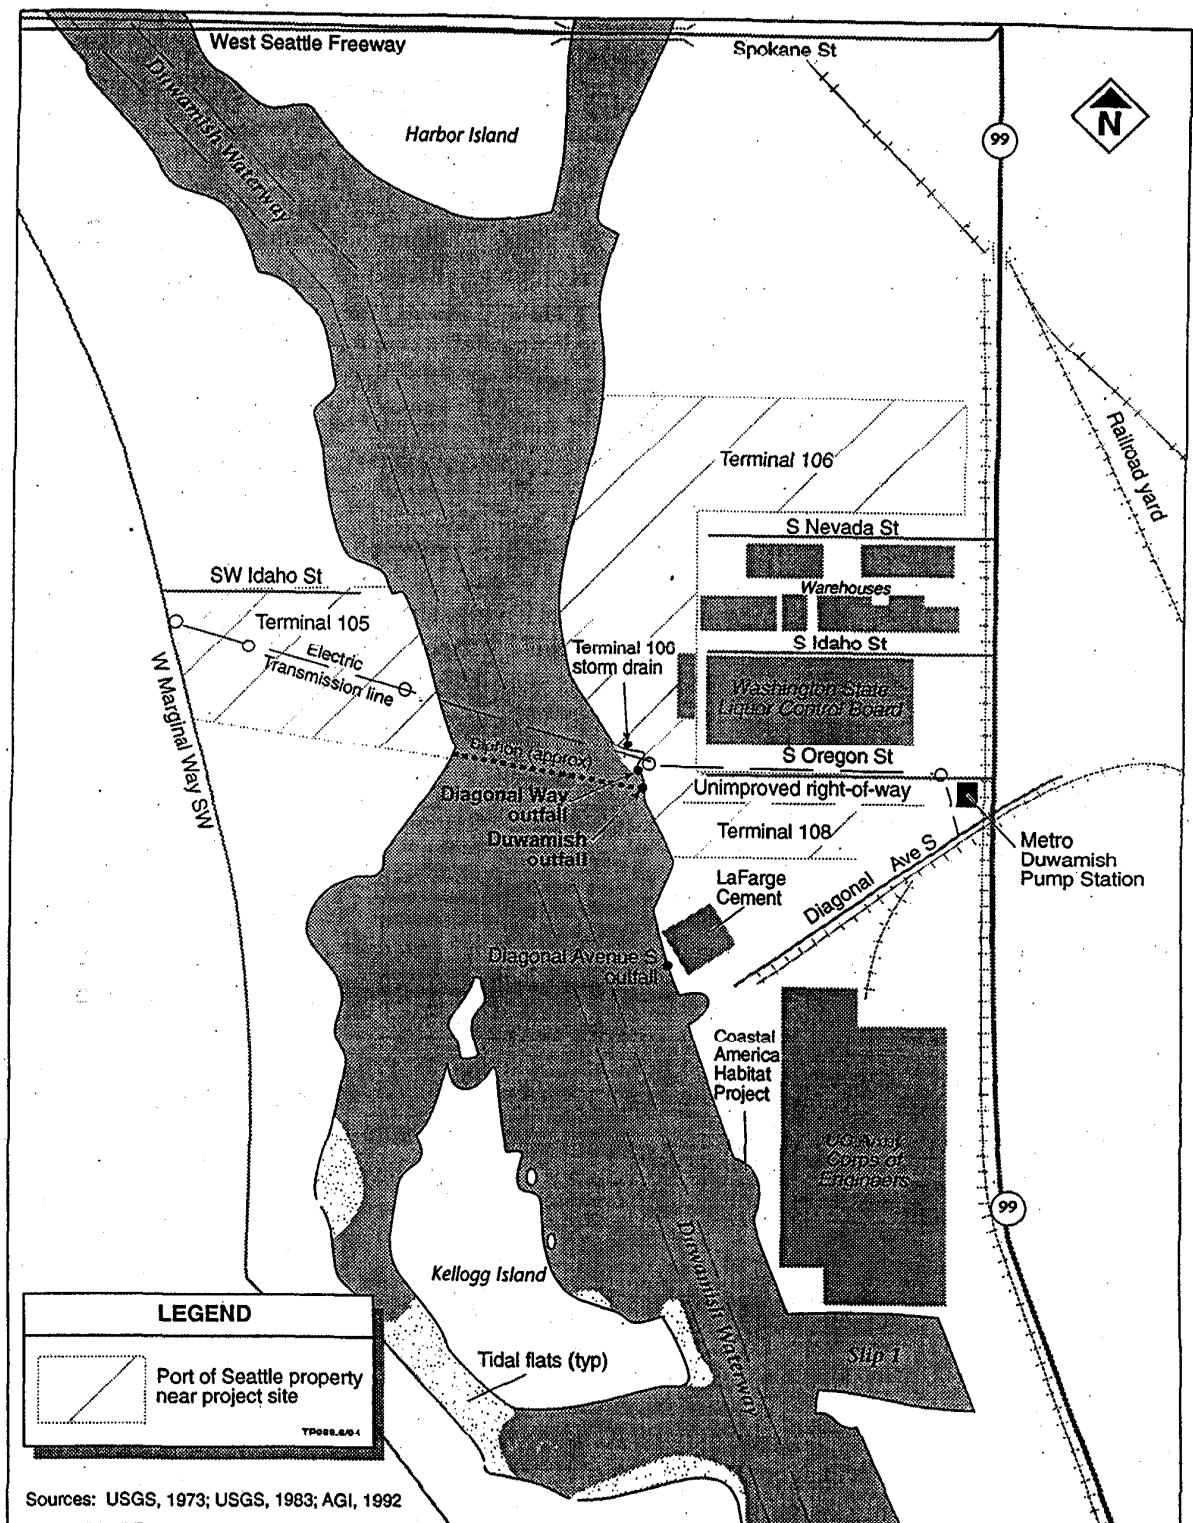 West Seattle Freeway
Spokane St
Duwamish Waterway
Harbor Island
99
N
Terminal 106
Railroad yard
S Nevada St
Warehouses
SW Idaho St
Terminal 105
Electric
Transmission line
W Marginal Way SW
Terminal 106
storm drain
S Idaho St
Washington State
Liquor Control Board
Siphon (approx)
S Oregon St
Diagonal Way
outfall
Unimproved right-of-way
Duwamish
outfall
Terminal 108
Diagonal Ave S
Metro
Duwamish
Pump Station
LaFarge
Cement
Diagonal Avenue S
outfall
Coastal
America
Habitat
Project
US Army
Corps of
Engineers
99
Kellogg Island
Duwamish Waterway
Slip 1
Tidal flats (typ)
LEGEND
Port of Seattle property
near project site
Sources: USGS, 1973; USGS, 1983; AGI, 1992